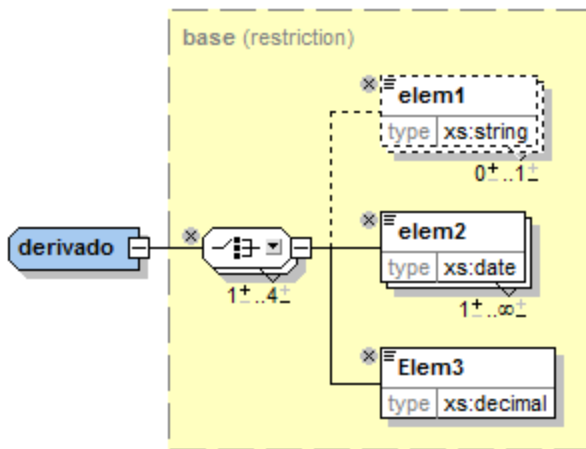 base (restriction)
elem1
type xs:string
0±..1±
derivado
1±..4±
elem2
type xs:date
1±..∞±
Elem3
type xs:decimal